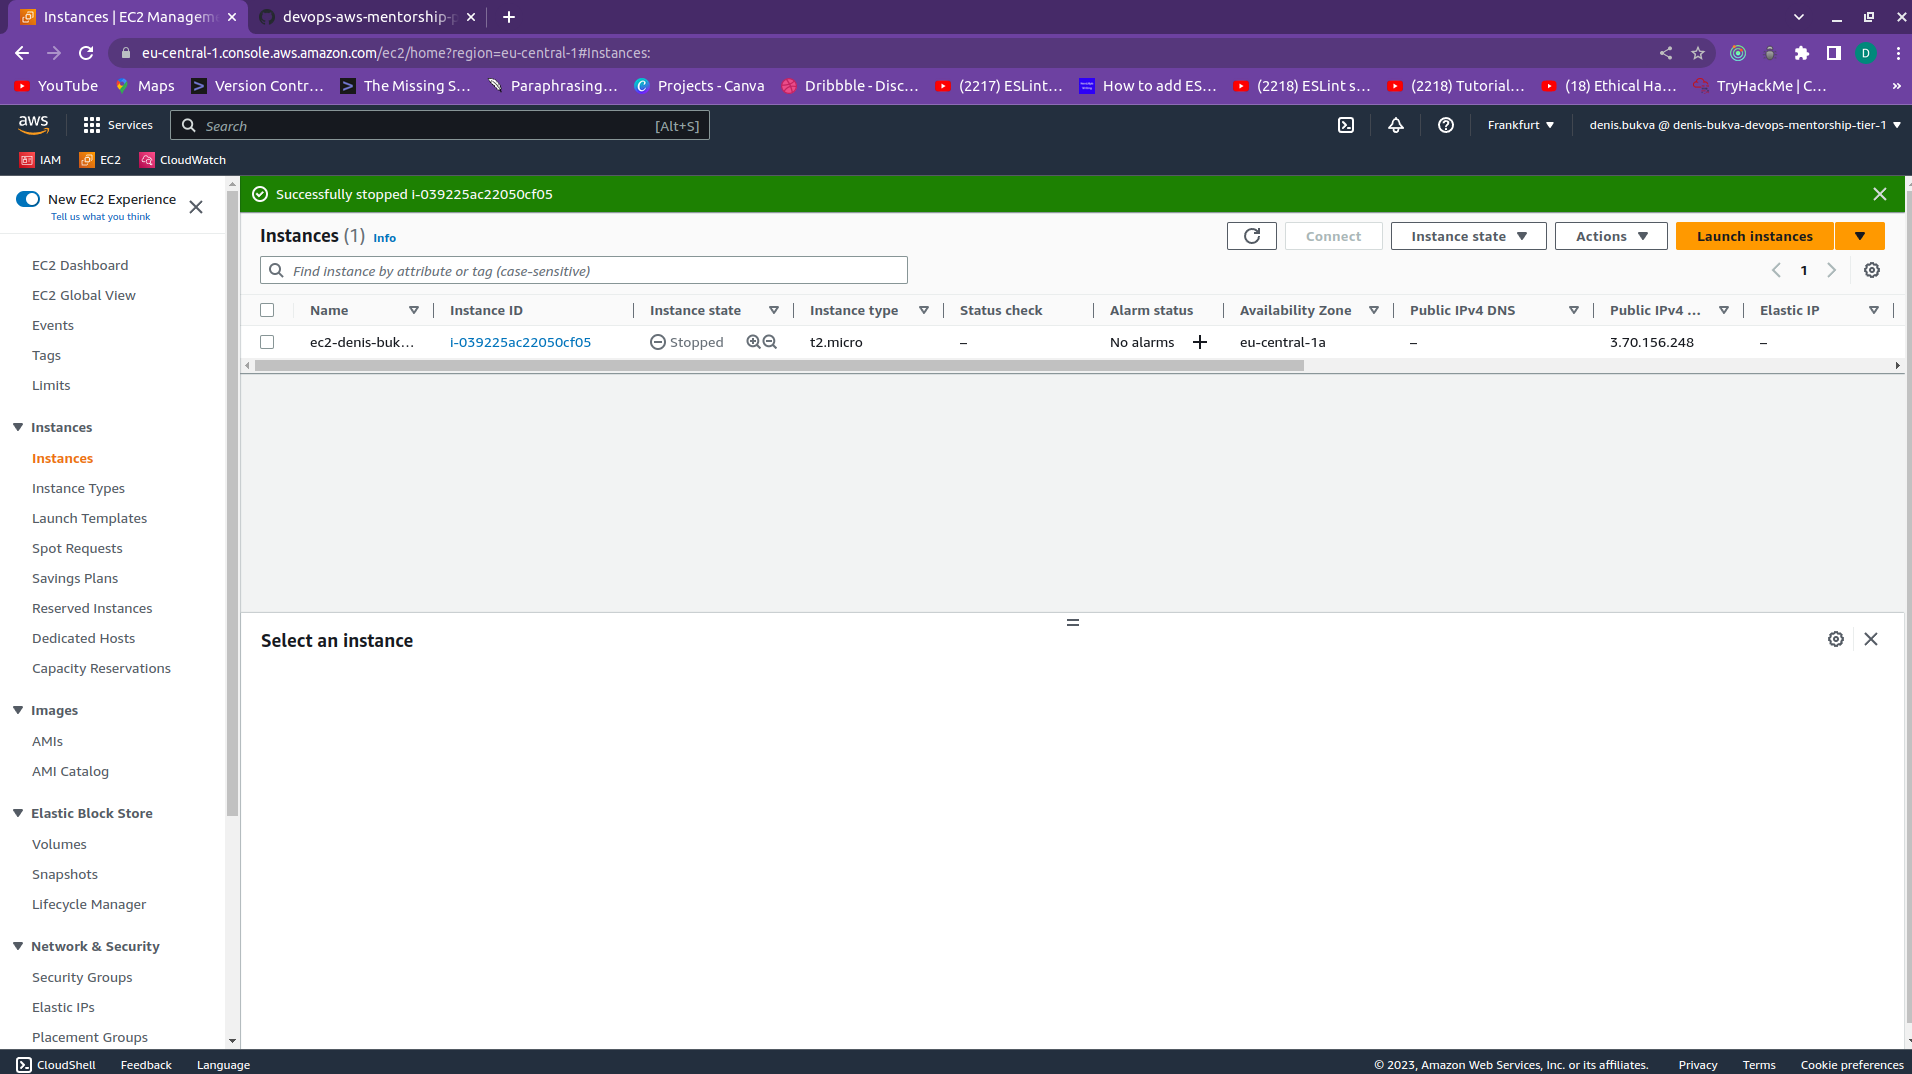 Instances | EC2 Managem
devops-aws-mentorship-p
eu-central-1.console.aws.amazon.com/ec2/home?region=eu-central-1#Instances:
D
YouTube
Maps
Version Contr...
The Missing S...
Paraphrasing...
Projects - Canva
Dribbble - Disc...
(2217) ESLint...
How to add ES...
(2218) ESLint s...
(2218) Tutorial...
(18) Ethical Ha...
TryHackMe | C...
»
aws
Services
Search
[Alt+S]
Frankfurt
denis.bukva @ denis-bukva-devops-mentorship-tier-1
IAM
EC2
CloudWatch
New EC2 Experience
Tell us what you think
EC2 Dashboard
EC2 Global View
Events
Tags
Limits
Instances
Instances
Instance Types
Launch Templates
Spot Requests
Savings Plans
Reserved Instances
Dedicated Hosts
Capacity Reservations
Images
AMIs
AMI Catalog
Elastic Block Store
Volumes
Snapshots
Lifecycle Manager
Network & Security
Security Groups
Elastic IPs
Placement Groups
Successfully stopped i-039225ac22050cf05
Instances (1) Info
Connect
Instance state
Actions
Launch instances
Find instance by attribute or tag (case-sensitive)
1
Name
Instance ID
Instance state
Instance type
Status check
Alarm status
Availability Zone
Public IPv4 DNS
Public IPv4 ...
Elastic IP
ec2-denis-buk...
i-039225ac22050cf05
Stopped
t2.micro
–
No alarms
eu-central-1a
–
3.70.156.248
–
Select an instance
CloudShell
Feedback
Language
© 2023, Amazon Web Services, Inc. or its affiliates.
Privacy
Terms
Cookie preferences